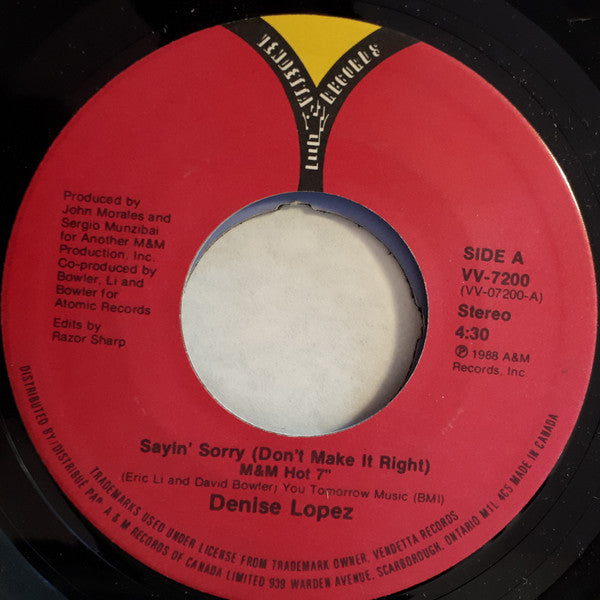 VENDETTA RECORDS
Produced by
John Morales and
Sergio Munzibai
for Another M&M
Production, Inc.
Co-produced by
Bowler, Li and
Bowler for
Atomic Records
Edits by
Razor Sharp
SIDE A
VV-7200
(VV-07200-A)
Stereo
4:30
℗ 1988 A&M
Records, Inc.
Sayin' Sorry (Don't Make It Right)
M&M Hot 7"
(Eric Li and David Bowler) You Tomorrow Music (BMI)
Denise Lopez
TRADEMARKS USED UNDER LICENSE FROM TRADEMARK OWNER, VENDETTA RECORDS
DISTRIBUTED BY/DISTRIBUÉ PAR A & M RECORDS OF CANADA LIMITED 939 WARDEN AVENUE, SCARBOROUGH, ONTARIO M1L 4C5 MADE IN CANADA